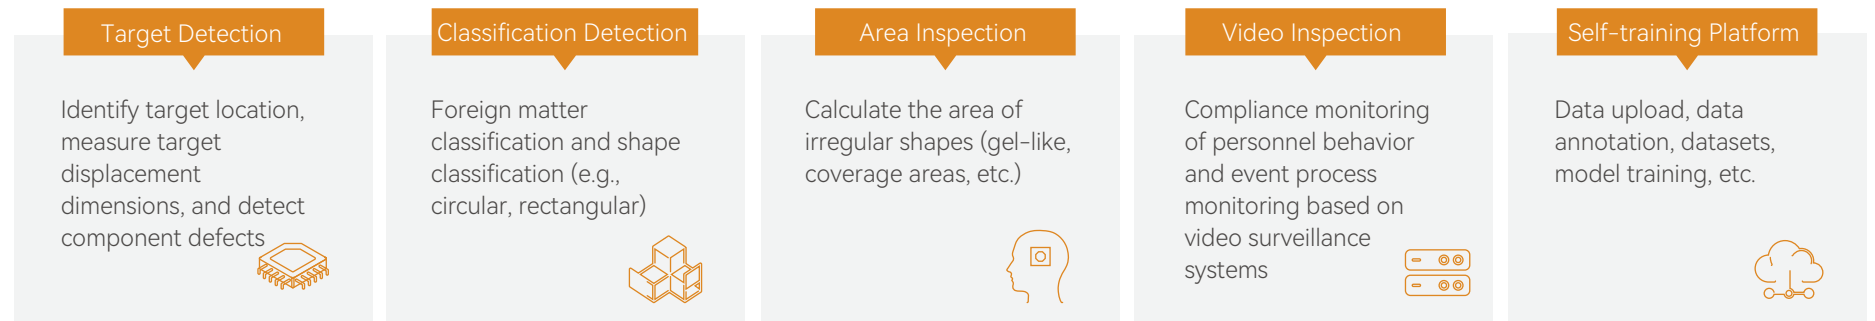 Target Detection
Identify target location,
measure target
displacement
dimensions, and detect
component defects
Classification Detection
Foreign matter
classification and shape
classification (e.g.,
circular, rectangular)
Area Inspection
Calculate the area of
irregular shapes (gel-like,
coverage areas, etc.)
Video Inspection
Compliance monitoring
of personnel behavior
and event process
monitoring based on
video surveillance
systems
Self-training Platform
Data upload, data
annotation, datasets,
model training, etc.